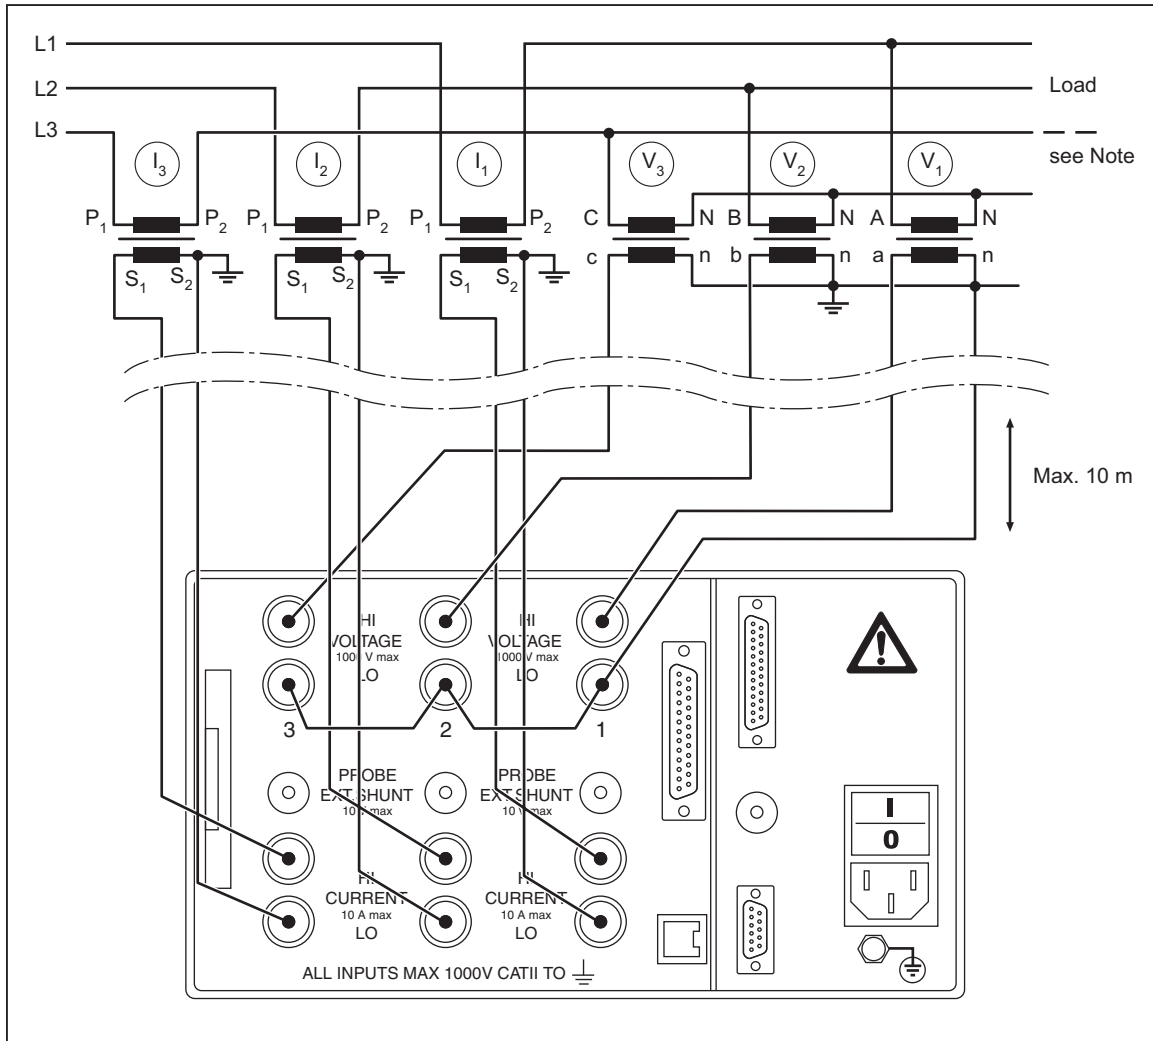 L1
L2
Load
L3
I3
I2
I1
V3
V2
V1
see Note
P1
P2
P1
P2
P1
P2
C
N
B
N
A
N
S1
S2
S1
S2
S1
S2
c
n
b
n
a
n
Max. 10 m
HI
VOLTAGE
1000 V max
LO
HI
VOLTAGE
1000 V max
LO
3
2
1
PROBE
EXT.SHUNT
10 V max
PROBE
EXT.SHUNT
10 V max
I
0
HI
CURRENT
10 A max
LO
HI
CURRENT
10 A max
LO
ALL INPUTS MAX 1000V CATII TO